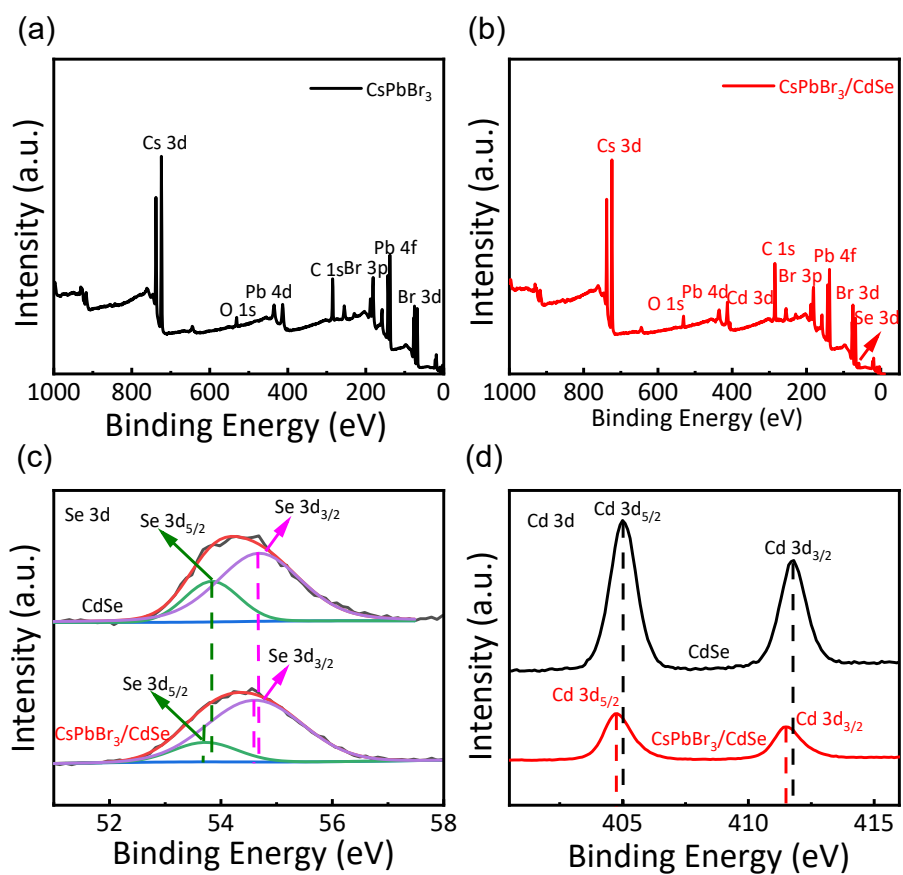 (a)
CsPbBr₃
Cs 3d
O 1s
Pb 4d
C 1s
Br 3p
Pb 4f
Br 3d
Intensity (a.u.)
1000 800 600 400 200 0
Binding Energy (eV)
(b)
CsPbBr₃/CdSe
Cs 3d
O 1s
Pb 4d
Cd 3d
C 1s
Br 3p
Pb 4f
Br 3d
Se 3d
Intensity (a.u.)
1000 800 600 400 200 0
Binding Energy (eV)
(c)
Se 3d
Se 3d₅/₂
Se 3d₃/₂
CdSe
Se 3d₅/₂
Se 3d₃/₂
CsPbBr₃/CdSe
Intensity (a.u.)
52 54 56 58
Binding Energy (eV)
(d)
Cd 3d
Cd 3d₅/₂
Cd 3d₃/₂
CdSe
Cd 3d₅/₂
Cd 3d₃/₂
CsPbBr₃/CdSe
Intensity (a.u.)
405 410 415
Binding Energy (eV)